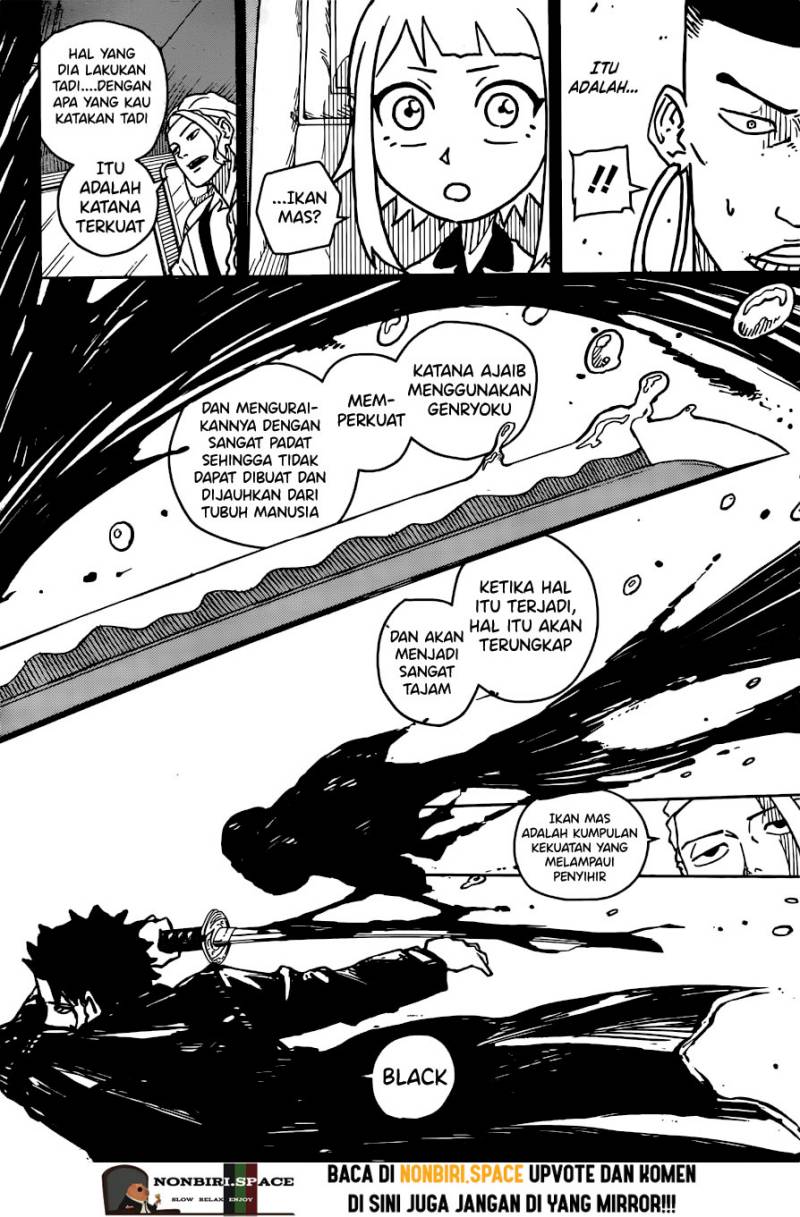 ITU
ADALAH...
!!
...IKAN
MAS?
HAL YANG
DIA LAKUKAN
TADI....DENGAN
APA YANG KAU
KATAKAN TADI
ITU
ADALAH
KATANA
TERKUAT
KATANA AJAIB
MENGGUNAKAN
GENRYOKU
MEM-
PERKUAT
DAN MENGURAI-
KANNYA DENGAN
SANGAT PADAT
SEHINGGA TIDAK
DAPAT DIBUAT DAN
DIJAUHKAN DARI
TUBUH MANUSIA
KETIKA HAL
ITU TERJADI,
HAL ITU AKAN
TERUNGKAP
DAN AKAN
MENJADI
SANGAT
TAJAM
IKAN MAS
ADALAH KUMPULAN
KEKUATAN YANG
MELAMPAUI
PENYIHIR
BLACK
NONBIRI.SPACE
SLOW RELAX ENJOY
BACA DI NONBIRI.SPACE UPVOTE DAN KOMEN
DI SINI JUGA JANGAN DI YANG MIRROR!!!